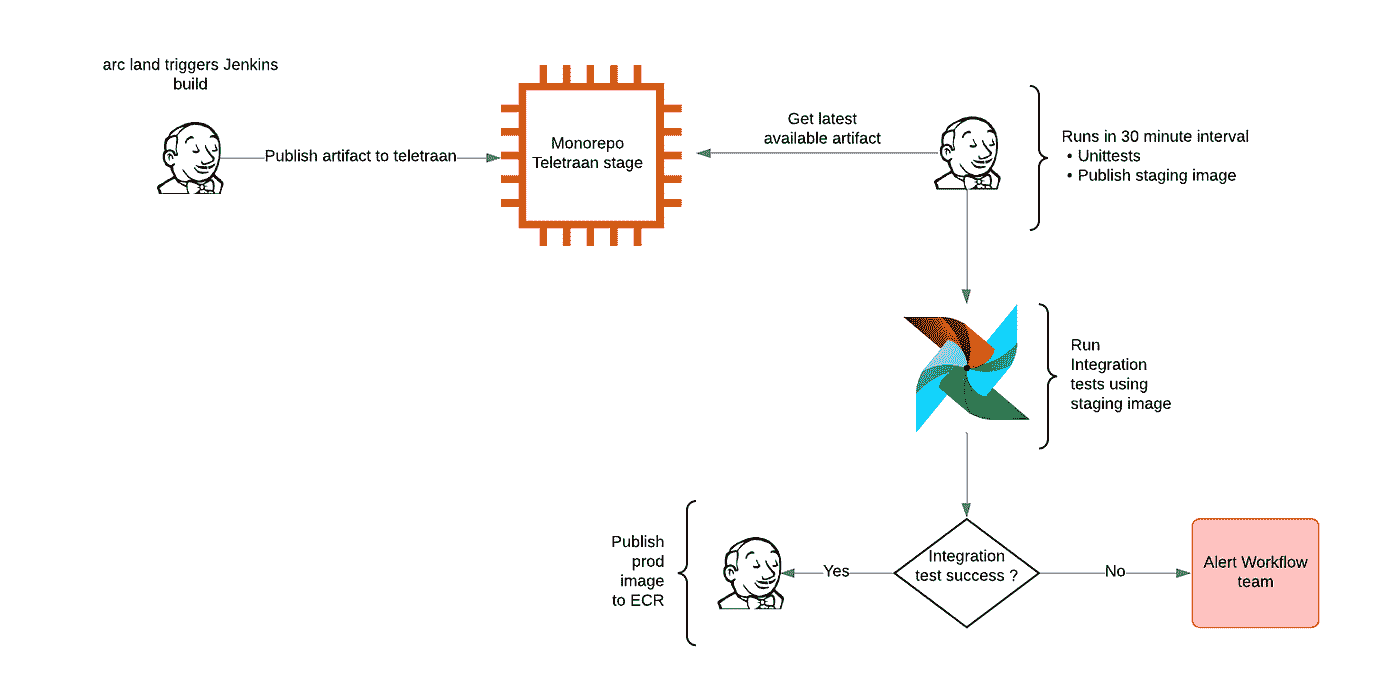 arc land triggers Jenkins
build
Publish artifact to teletraan
Monorepo
Teletraan stage
Get latest
available artifact
Runs in 30 minute interval
• Unittests
• Publish staging image
Run
Integration
tests using
staging image
Publish
prod
image
to ECR
Yes
Integration
test success ?
No
Alert Workflow
team